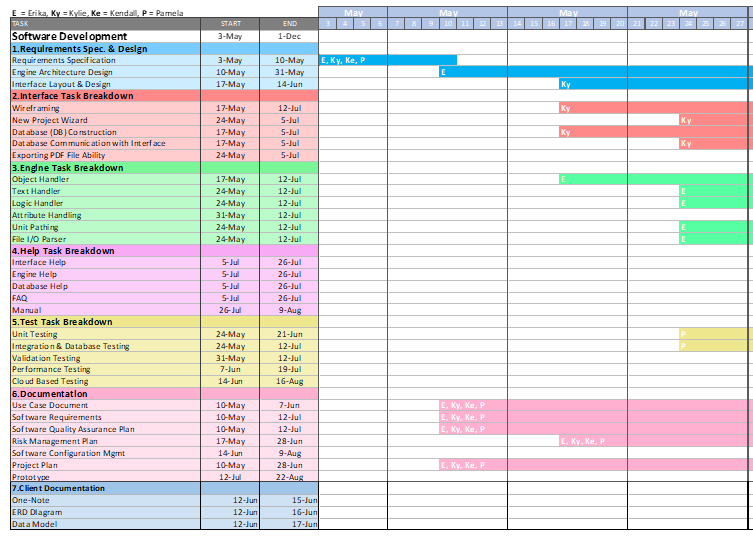 E = Erika, Ky = Kylie, Ke = Kendall, P = Pamela May May May
TASK START END 3 4 5 6 7 8 9 10 11 12 13 14 15 16 17 18 19 20 21 22 23 24 25 26 27
Software Development 3-May 1-Dec
1.Requirements Spec. & Design
Requirements Specification 3-May 10-May E, Ky, Ke, P
Engine Architecture Design 10-May 31-May E
Interface Layout & Design 17-May 14-Jun Ky
2.Interface Task Breakdown
Wireframing 17-May 12-Jul Ky
New Project Wizard 24-May 5-Jul Ky
Database (DB) Construction 17-May 5-Jul Ky
Database Communication with Interface 17-May 5-Jul Ky
Exporting PDF File Ability 24-May 5-Jul
3.Engine Task Breakdown
Object Handler 17-May 12-Jul E
Text Handler 24-May 12-Jul E
Logic Handler 24-May 12-Jul E
Attribute Handling 31-May 12-Jul
Unit Pathing 24-May 12-Jul E
File I/O Parser 24-May 12-Jul E
4.Help Task Breakdown
Interface Help 5-Jul 26-Jul
Engine Help 5-Jul 26-Jul
Database Help 5-Jul 26-Jul
FAQ 5-Jul 26-Jul
Manual 26-Jul 9-Aug
5.Test Task Breakdown
Unit Testing 24-May 21-Jun P
Integration & Database Testing 24-May 12-Jul P
Validation Testing 31-May 12-Jul
Performance Testing 7-Jun 19-Jul
Cloud Based Testing 14-Jun 16-Aug
6.Documentation
Use Case Document 10-May 7-Jun E, Ky, Ke, P
Software Requirements 10-May 12-Jul E, Ky, Ke, P
Software Quality Assurance Plan 10-May 12-Jul E, Ky, Ke, P
Risk Management Plan 17-May 28-Jun E, Ky, Ke, P
Software Configuration Mgmt 14-Jun 9-Aug
Project Plan 10-May 28-Jun E, Ky, Ke, P
Prototype 12-Jul 22-Aug
7.Client Documentation
One-Note 12-Jun 15-Jun
ERD Diagram 12-Jun 16-Jun
Data Model 12-Jun 17-Jun